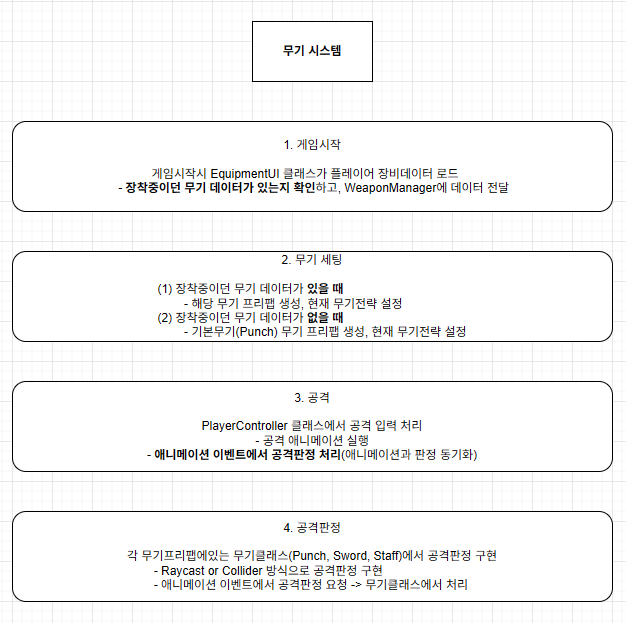 무기 시스템
1. 게임시작
게임시작시 EquipmentUI 클래스가 플레이어 장비데이터 로드
- 장착중이던 무기 데이터가 있는지 확인하고, WeaponManager에 데이터 전달
2. 무기 세팅
(1) 장착중이던 무기 데이터가 있을 때
- 해당 무기 프리팹 생성, 현재 무기전략 설정
(2) 장착중이던 무기 데이터가 없을 때
- 기본무기(Punch) 무기 프리팹 생성, 현재 무기전략 설정
3. 공격
PlayerController 클래스에서 공격 입력 처리
- 공격 애니메이션 실행
- 애니메이션 이벤트에서 공격판정 처리(애니메이션과 판정 동기화)
4. 공격판정
각 무기프리팹에있는 무기클래스(Punch, Sword, Staff)에서 공격판정 구현
- Raycast or Collider 방식으로 공격판정 구현
- 애니메이션 이벤트에서 공격판정 요청 -> 무기클래스에서 처리